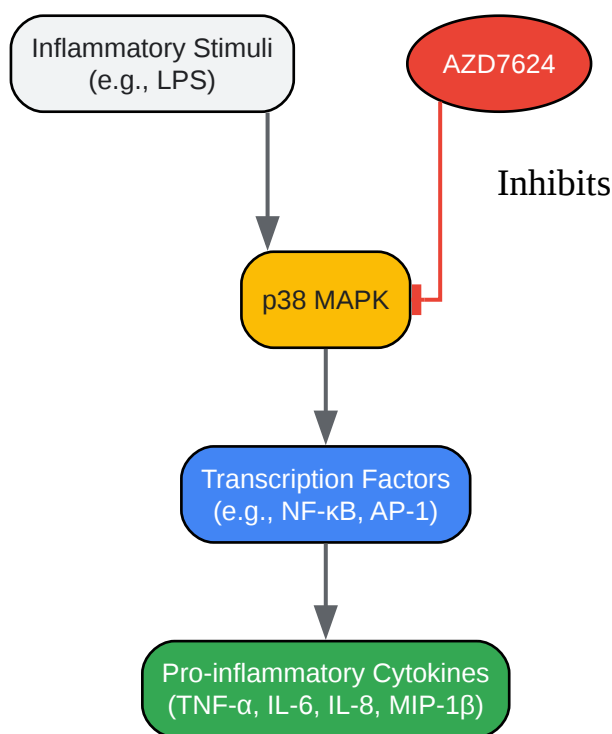 Inflammatory Stimuli
(e.g., LPS)
AZD7624
Inhibits
p38 MAPK
Transcription Factors
(e.g., NF-κB, AP-1)
Pro-inflammatory Cytokines
(TNF-α, IL-6, IL-8, MIP-1β)